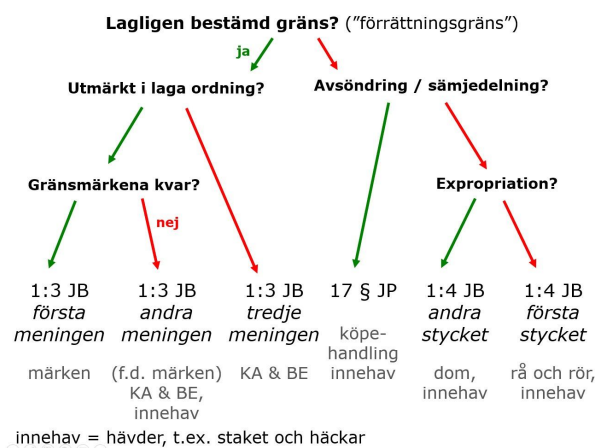 Lagligen bestämd gräns? ("förrättningsgräns")
ja
Utmärkt i laga ordning?
Avsöndring / sämjedelning?
Gränsmärkena kvar?
Expropriation?
nej
1:3 JB
första
meningen
märken
1:3 JB
andra
meningen
(f.d. märken)
KA & BE,
innehav
1:3 JB
tredje
meningen
KA & BE
17 § JP
köpe-
handling
innehav
1:4 JB
andra
stycket
dom,
innehav
1:4 JB
första
stycket
rå och rör,
innehav
innehav = hävder, t.ex. staket och häckar